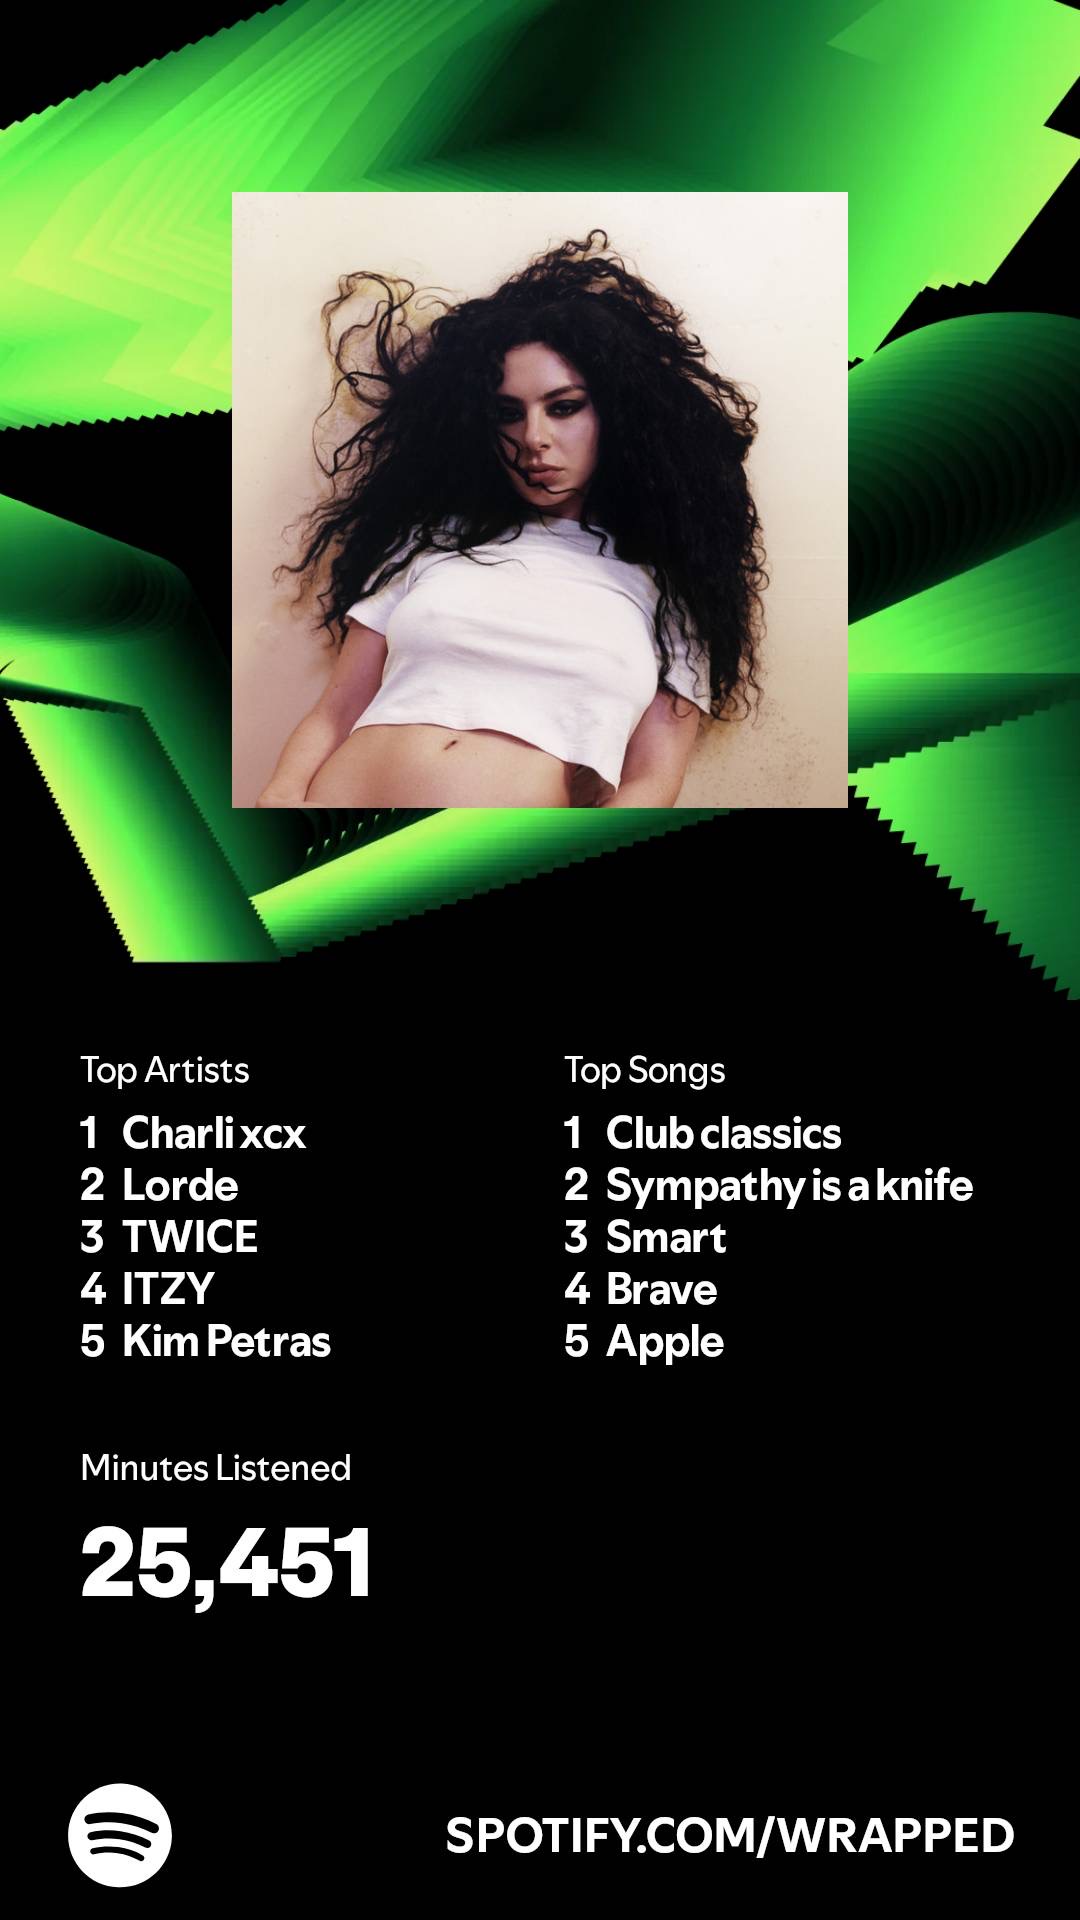 Top Artists
1 Charli xcx
2 Lorde
3 TWICE
4 ITZY
5 Kim Petras
Top Songs
1 Club classics
2 Sympathy is a knife
3 Smart
4 Brave
5 Apple
Minutes Listened
25,451
SPOTIFY.COM/WRAPPED